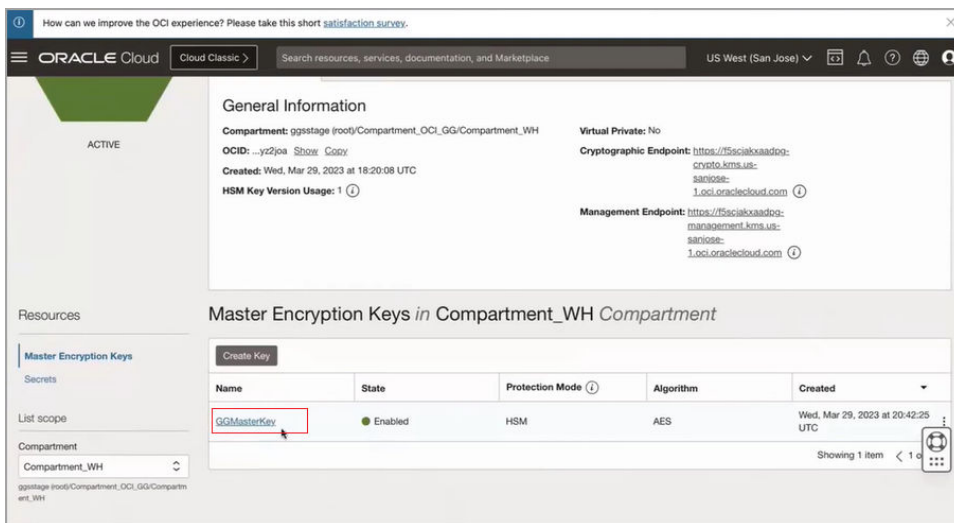 How can we improve the OCI experience? Please take this short satisfaction survey.
ORACLE Cloud
Cloud Classic >
Search resources, services, documentation, and Marketplace
US West (San Jose)
ACTIVE
General Information
Compartment: ggsstage (root)/Compartment_OCI_GG/Compartment_WH
OCID: ...yz2joa Show Copy
Created: Wed, Mar 29, 2023 at 18:20:08 UTC
HSM Key Version Usage: 1
Virtual Private: No
Cryptographic Endpoint: https://f5sciakxaadpg-
crypto.kms.us-
sanjose-
1.oci.oraclecloud.com
Management Endpoint: https://f5sciakxaadpg-
management.kms.us-
sanjose-
1.oci.oraclecloud.com
Resources
Master Encryption Keys
Secrets
List scope
Compartment
Compartment_WH
ggsstage (root)/Compartment_OCI_GG/Compartm
ent_WH
Master Encryption Keys in Compartment_WH Compartment
Create Key
Name State Protection Mode Algorithm Created
GGMasterKey Enabled HSM AES Wed, Mar 29, 2023 at 20:42:25
UTC
Showing 1 item < 1 o